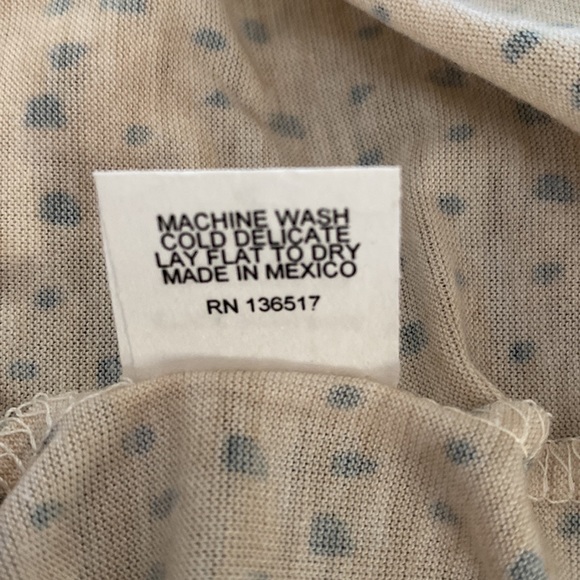 MACHINE WASH
COLD DELICATE
LAY FLAT TO DRY
MADE IN MEXICO
RN 136517